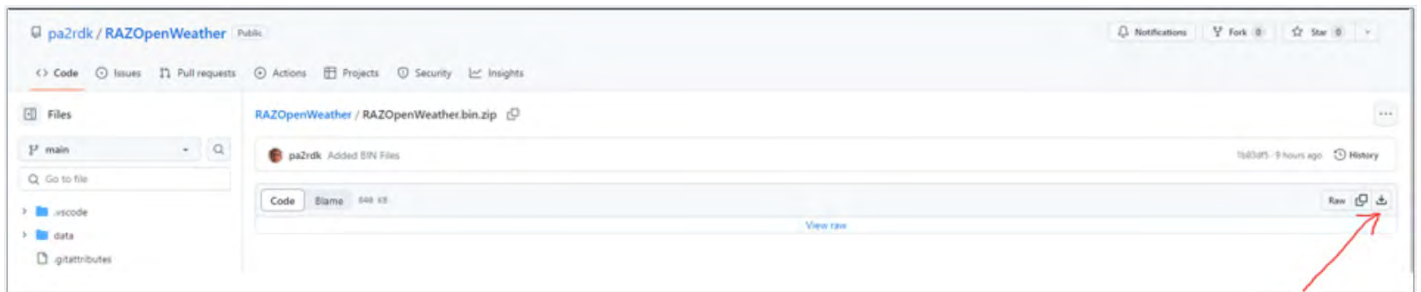 pa2rdk / RAZOpenWeather Public
Notifications Fork 0 Star 0
Code Issues Pull requests Actions Projects Security Insights
Files
RAZOpenWeather / RAZOpenWeather.bin.zip
main
pa2rdk Added BIN Files
9 hours ago History
Go to file
Code Blame 840 KB
Raw
View raw
.vscode
data
.gitattributes